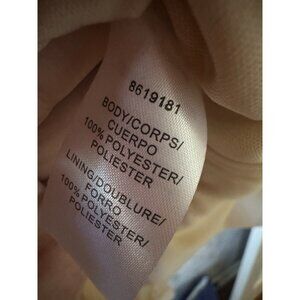 8619181
BODY/CORPS/
CUERPO
100% POLYESTER/
POLIESTER
LINING/DOUBLURE/
FORRO
100% POLYESTER/
POLIESTER